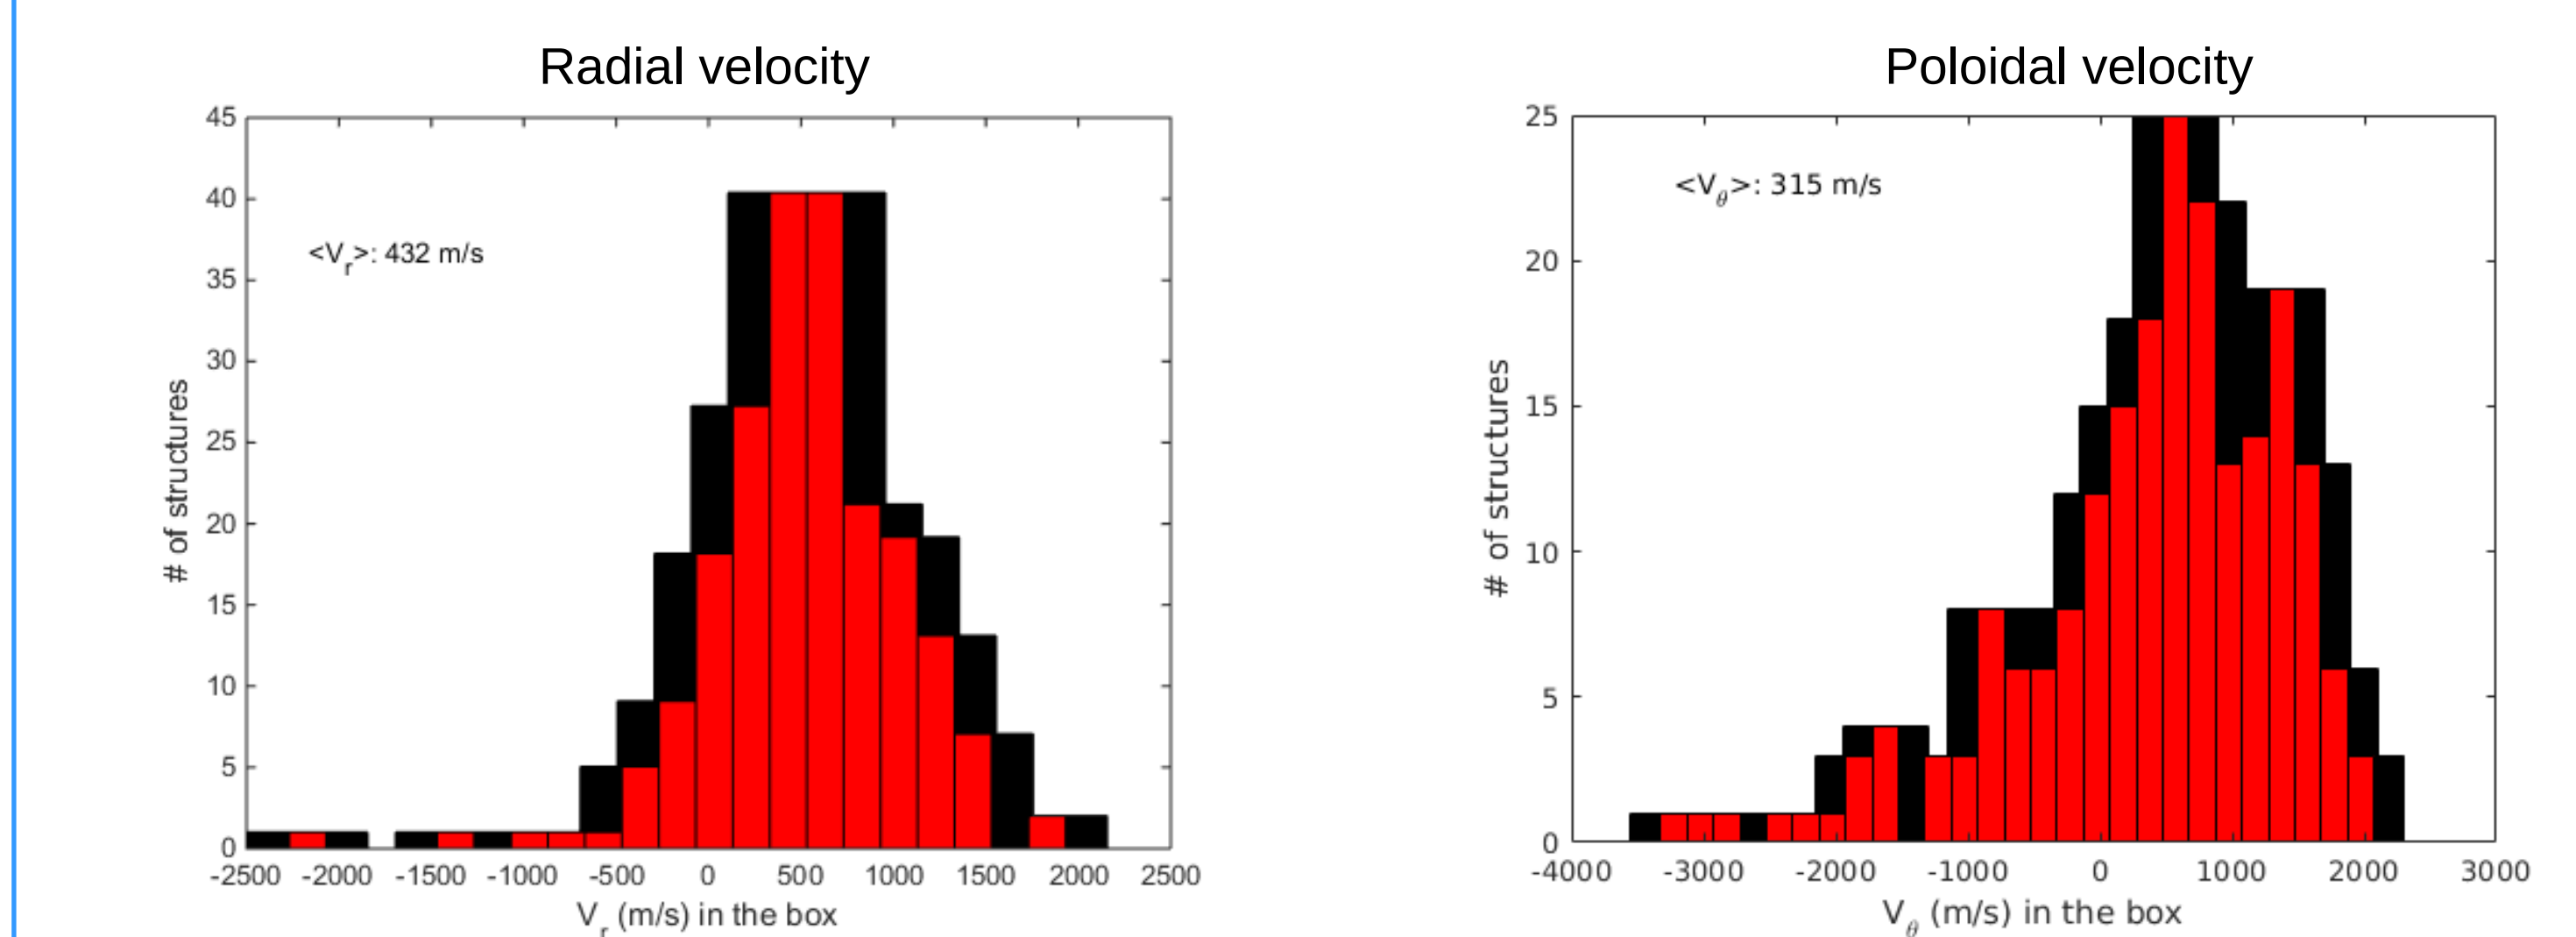 Radial velocity
45
40
35
30
25
20
15
10
5
0
<Vr>: 432 m/s
# of structures
-2500 -2000 -1500 -1000 -500 0 500 1000 1500 2000 2500
Vr (m/s) in the box
Poloidal velocity
25
20
15
10
5
0
<Vθ>: 315 m/s
# of structures
-4000 -3000 -2000 -1000 0 1000 2000 3000
Vθ (m/s) in the box